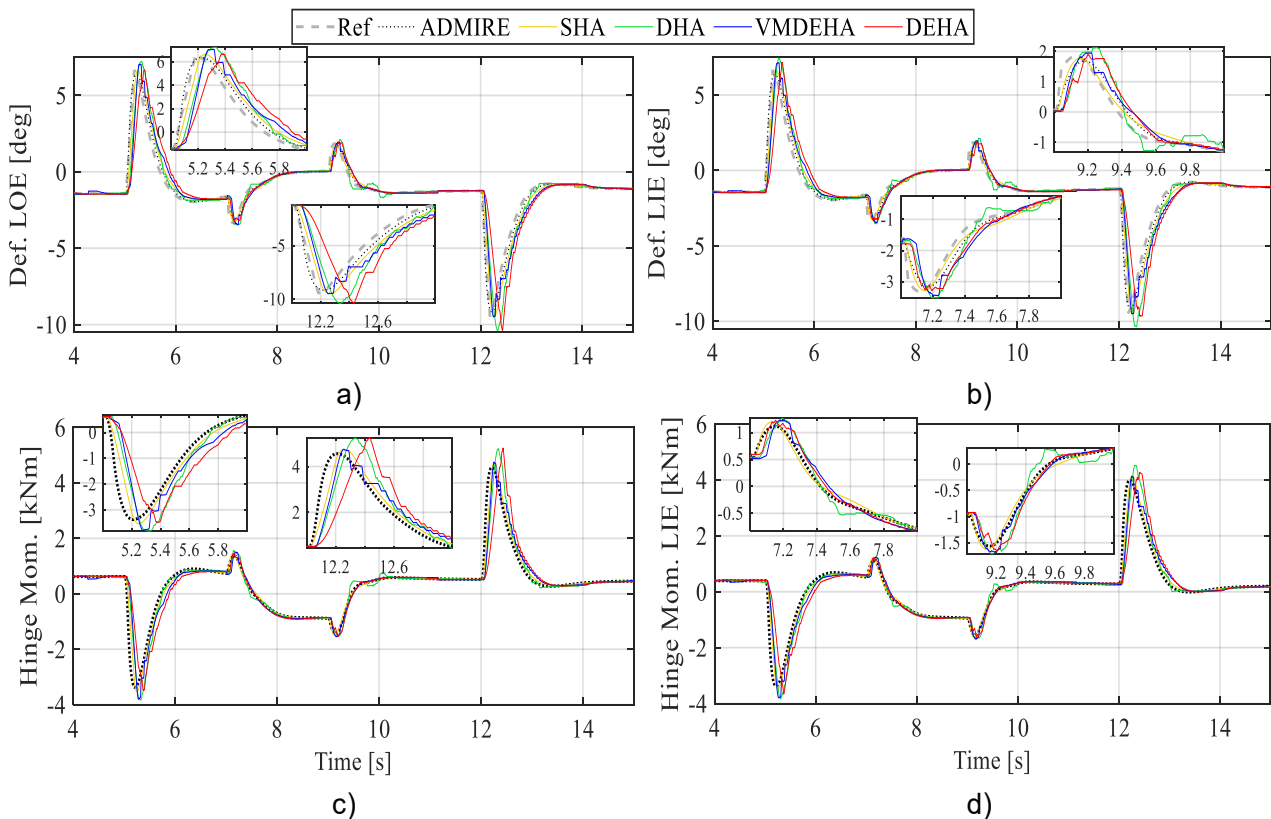 Ref ADMIRE SHA DHA VMDEHA DEHA
Def. LOE [deg]
5
0
-5
-10
4 6 8 10 12 14
6
4
2
0
5.2 5.4 5.6 5.8
-5
-10
12.2 12.6
a)
Def. LIE [deg]
5
0
-5
-10
4 6 8 10 12 14
2
1
0
-1
9.2 9.4 9.6 9.8
-1
-2
-3
7.2 7.4 7.6 7.8
b)
Hinge Mom. [kNm]
6
4
2
0
-2
-4
4 6 8 10 12 14
Time [s]
0
-1
-2
-3
5.2 5.4 5.6 5.8
4
2
12.2 12.6
c)
Hinge Mom. LIE [kNm]
6
4
2
0
-2
-4
4 6 8 10 12 14
Time [s]
1
0.5
0
-0.5
7.2 7.4 7.6 7.8
0
-0.5
-1
-1.5
9.2 9.4 9.6 9.8
d)